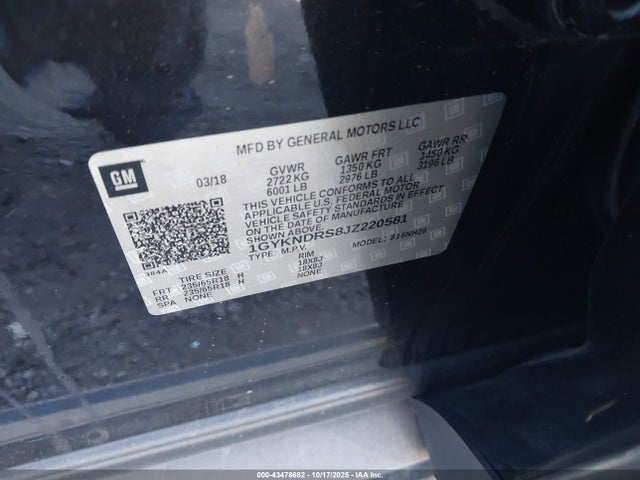 MFD BY GENERAL MOTORS LLC
GM
03/18
GVWR GAWR FRT GAWR RR
2722 KG 1350 KG 1450 KG
6001 LB 2976 LB 3196 LB
THIS VEHICLE CONFORMS TO ALL
APPLICABLE U.S. FEDERAL MOTOR
VEHICLE SAFETY STANDARDS IN EFFECT
ON THE DATE OF MANUFACTURE
SHOWN ABOVE.
1GYKNDRS8JZ220581
TYPE: M.P.V. MODEL: 816NH26
384A
TIRE SIZE RIM
FRT 235/65R18 H 18X8J
RR 235/65R18 H 18X8J
SPA NONE NONE
000-43478682 - 10/17/2025 - IAA Inc.